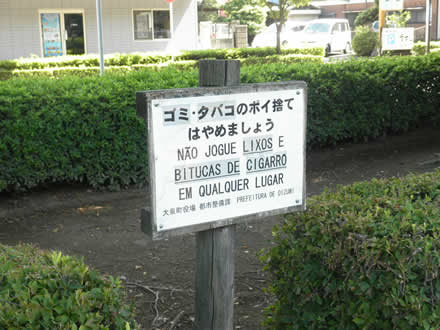 ゴミ・タバコのポイ捨て
はやめましょう
NÃO JOGUE LIXOS E
BITUCAS DE CIGARRO
EM QUALQUER LUGAR
大泉町役場 都市整備課 PREFEITURA DE OIZUMI